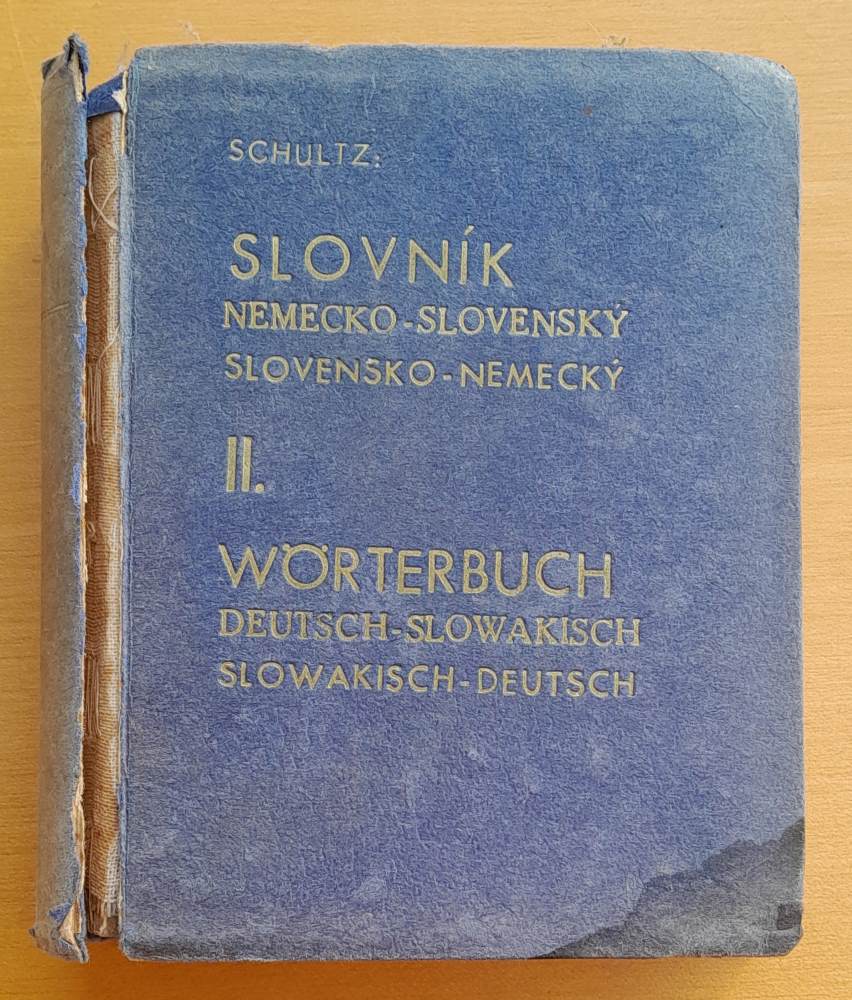 SCHULTZ:
SLOVNÍK
NEMECKO-SLOVENSKÝ
SLOVENSKO-NEMECKÝ
II.
WÖRTERBUCH
DEUTSCH-SLOWAKISCH
SLOWAKISCH-DEUTSCH